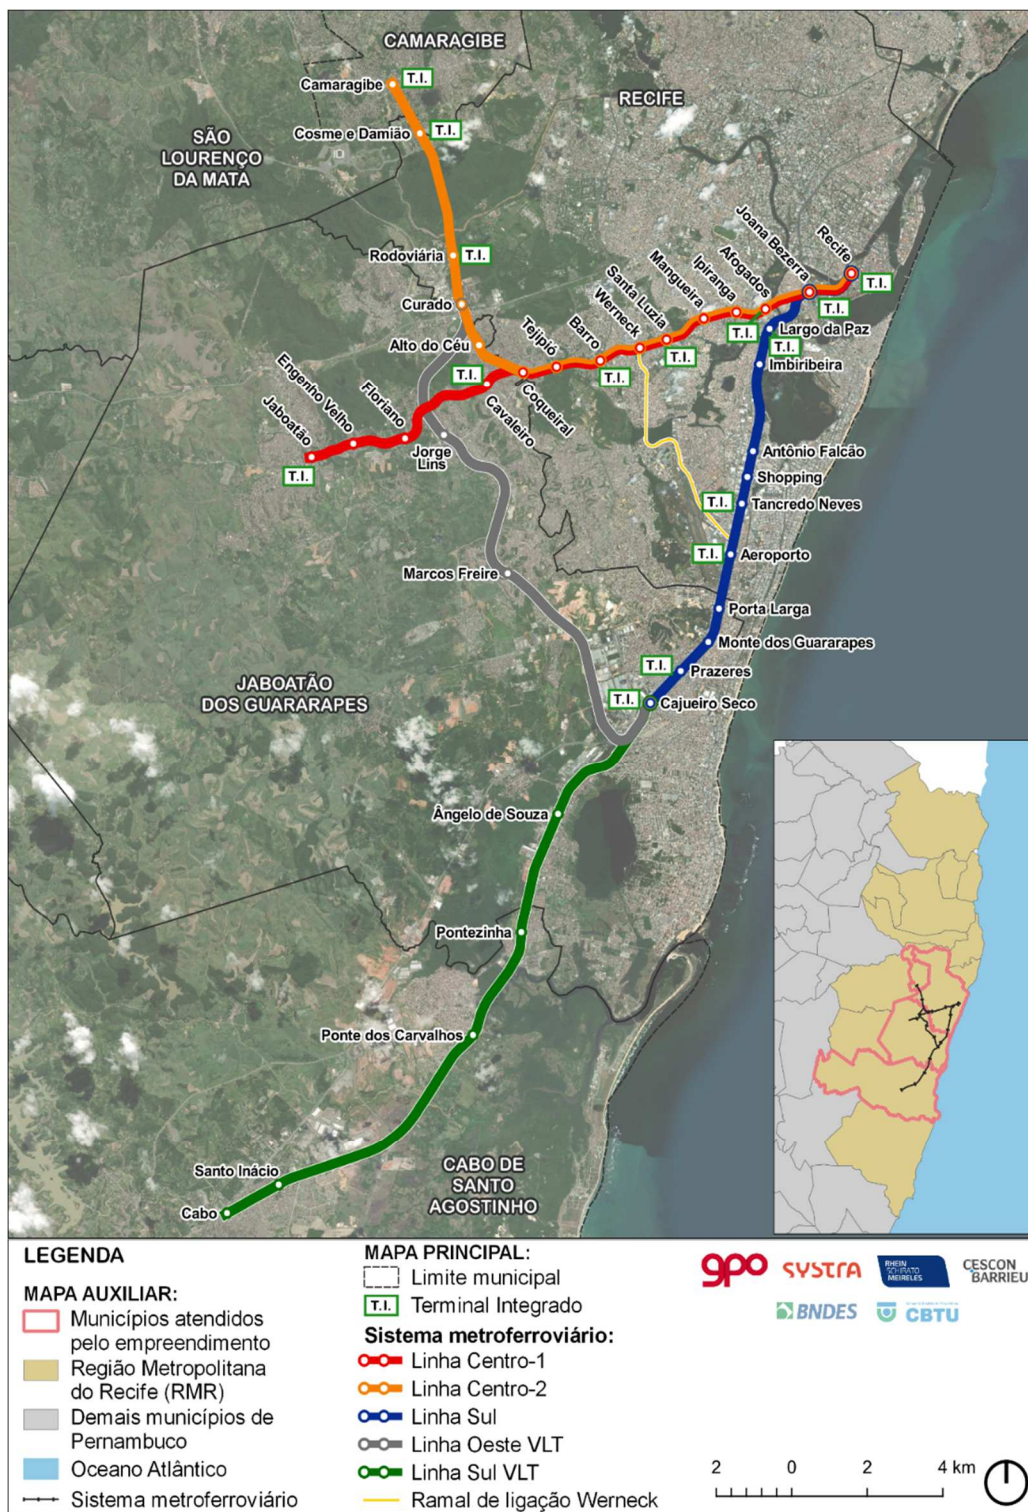 CAMARAGIBE
Camaragibe
T.I.
RECIFE
Cosme e Damião
T.I.
SÃO
LOURENÇO
DA MATA
Rodoviária
T.I.
Joana Bezerra
Recife
T.I.
Afogados
Ipiranga
Mangueira
Santa Luzia
Werneck
Barro
Tejipió
Curado
Alto do Céu
T.I.
T.I.
Largo da Paz
T.I.
T.I.
T.I.
Imbiribeira
T.I.
Coqueiral
Cavaleiro
Floriano
Engenho Velho
Jaboatão
T.I.
Jorge
Lins
Antônio Falcão
Shopping
T.I.
Tancredo Neves
T.I.
Aeroporto
Marcos Freire
Porta Larga
Monte dos Guararapes
T.I.
Prazeres
T.I.
Cajueiro Seco
JABOATÃO
DOS GUARARAPES
Ângelo de Souza
Pontezinha
Ponte dos Carvalhos
Santo Inácio
Cabo
CABO DE
SANTO
AGOSTINHO
LEGENDA
MAPA AUXILIAR:
Municípios atendidos
pelo empreendimento
Região Metropolitana
do Recife (RMR)
Demais municípios de
Pernambuco
Oceano Atlântico
Sistema metroferroviário
MAPA PRINCIPAL:
Limite municipal
T.I. Terminal Integrado
Sistema metroferroviário:
Linha Centro-1
Linha Centro-2
Linha Sul
Linha Oeste VLT
Linha Sul VLT
Ramal de ligação Werneck
gpo
SYSTRA
RHEIN
SCHIRATO
MEIRELES
CESCON
BARRIEU
BNDES
CBTU
2 0 2 4 km